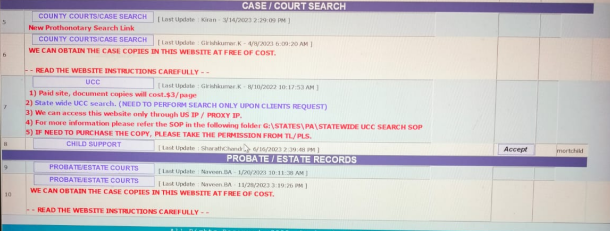 CASE / COURT SEARCH
5 COUNTY COURTS/CASE SEARCH [ Last Update : Kiran - 3/14/2023 2:29:09 PM ]
New Prothonotary Search Link
6 COUNTY COURTS/CASE SEARCH [ Last Update : Girishkumar.K - 4/9/2023 6:09:20 AM ]
WE CAN OBTAIN THE CASE COPIES IN THIS WEBSITE AT FREE OF COST.
- - READ THE WEBSITE INSTRUCTIONS CAREFULLY - -
UCC [ Last Update : Girishkumar.K - 8/10/2022 10:17:53 AM ]
1) Paid site, document copies will cost.$3/page
7 2) State wide UCC search. (NEED TO PERFORM SEARCH ONLY UPON CLIENTS REQUEST)
3) We can access this website only through US IP / PROXY IP.
4) For more information please refer the SOP in the following folder G:\STATES\PA\STATEWIDE UCC SEARCH SOP
5) IF NEED TO PURCHASE THE COPY, PLEASE TAKE THE PERMISSION FROM TL/PLS.
8 CHILD SUPPORT [ Last Update : SharathChandr - 6/16/2023 2:39:48 PM ] Accept mortchild
PROBATE / ESTATE RECORDS
9 PROBATE/ESTATE COURTS [ Last Update : Naveen.BA - 1/20/2023 10:11:38 AM ]
PROBATE/ESTATE COURTS [ Last Update : Naveen.BA - 11/28/2023 3:19:26 PM ]
10 WE CAN OBTAIN THE CASE COPIES IN THIS WEBSITE AT FREE OF COST.
- - READ THE WEBSITE INSTRUCTIONS CAREFULLY - -